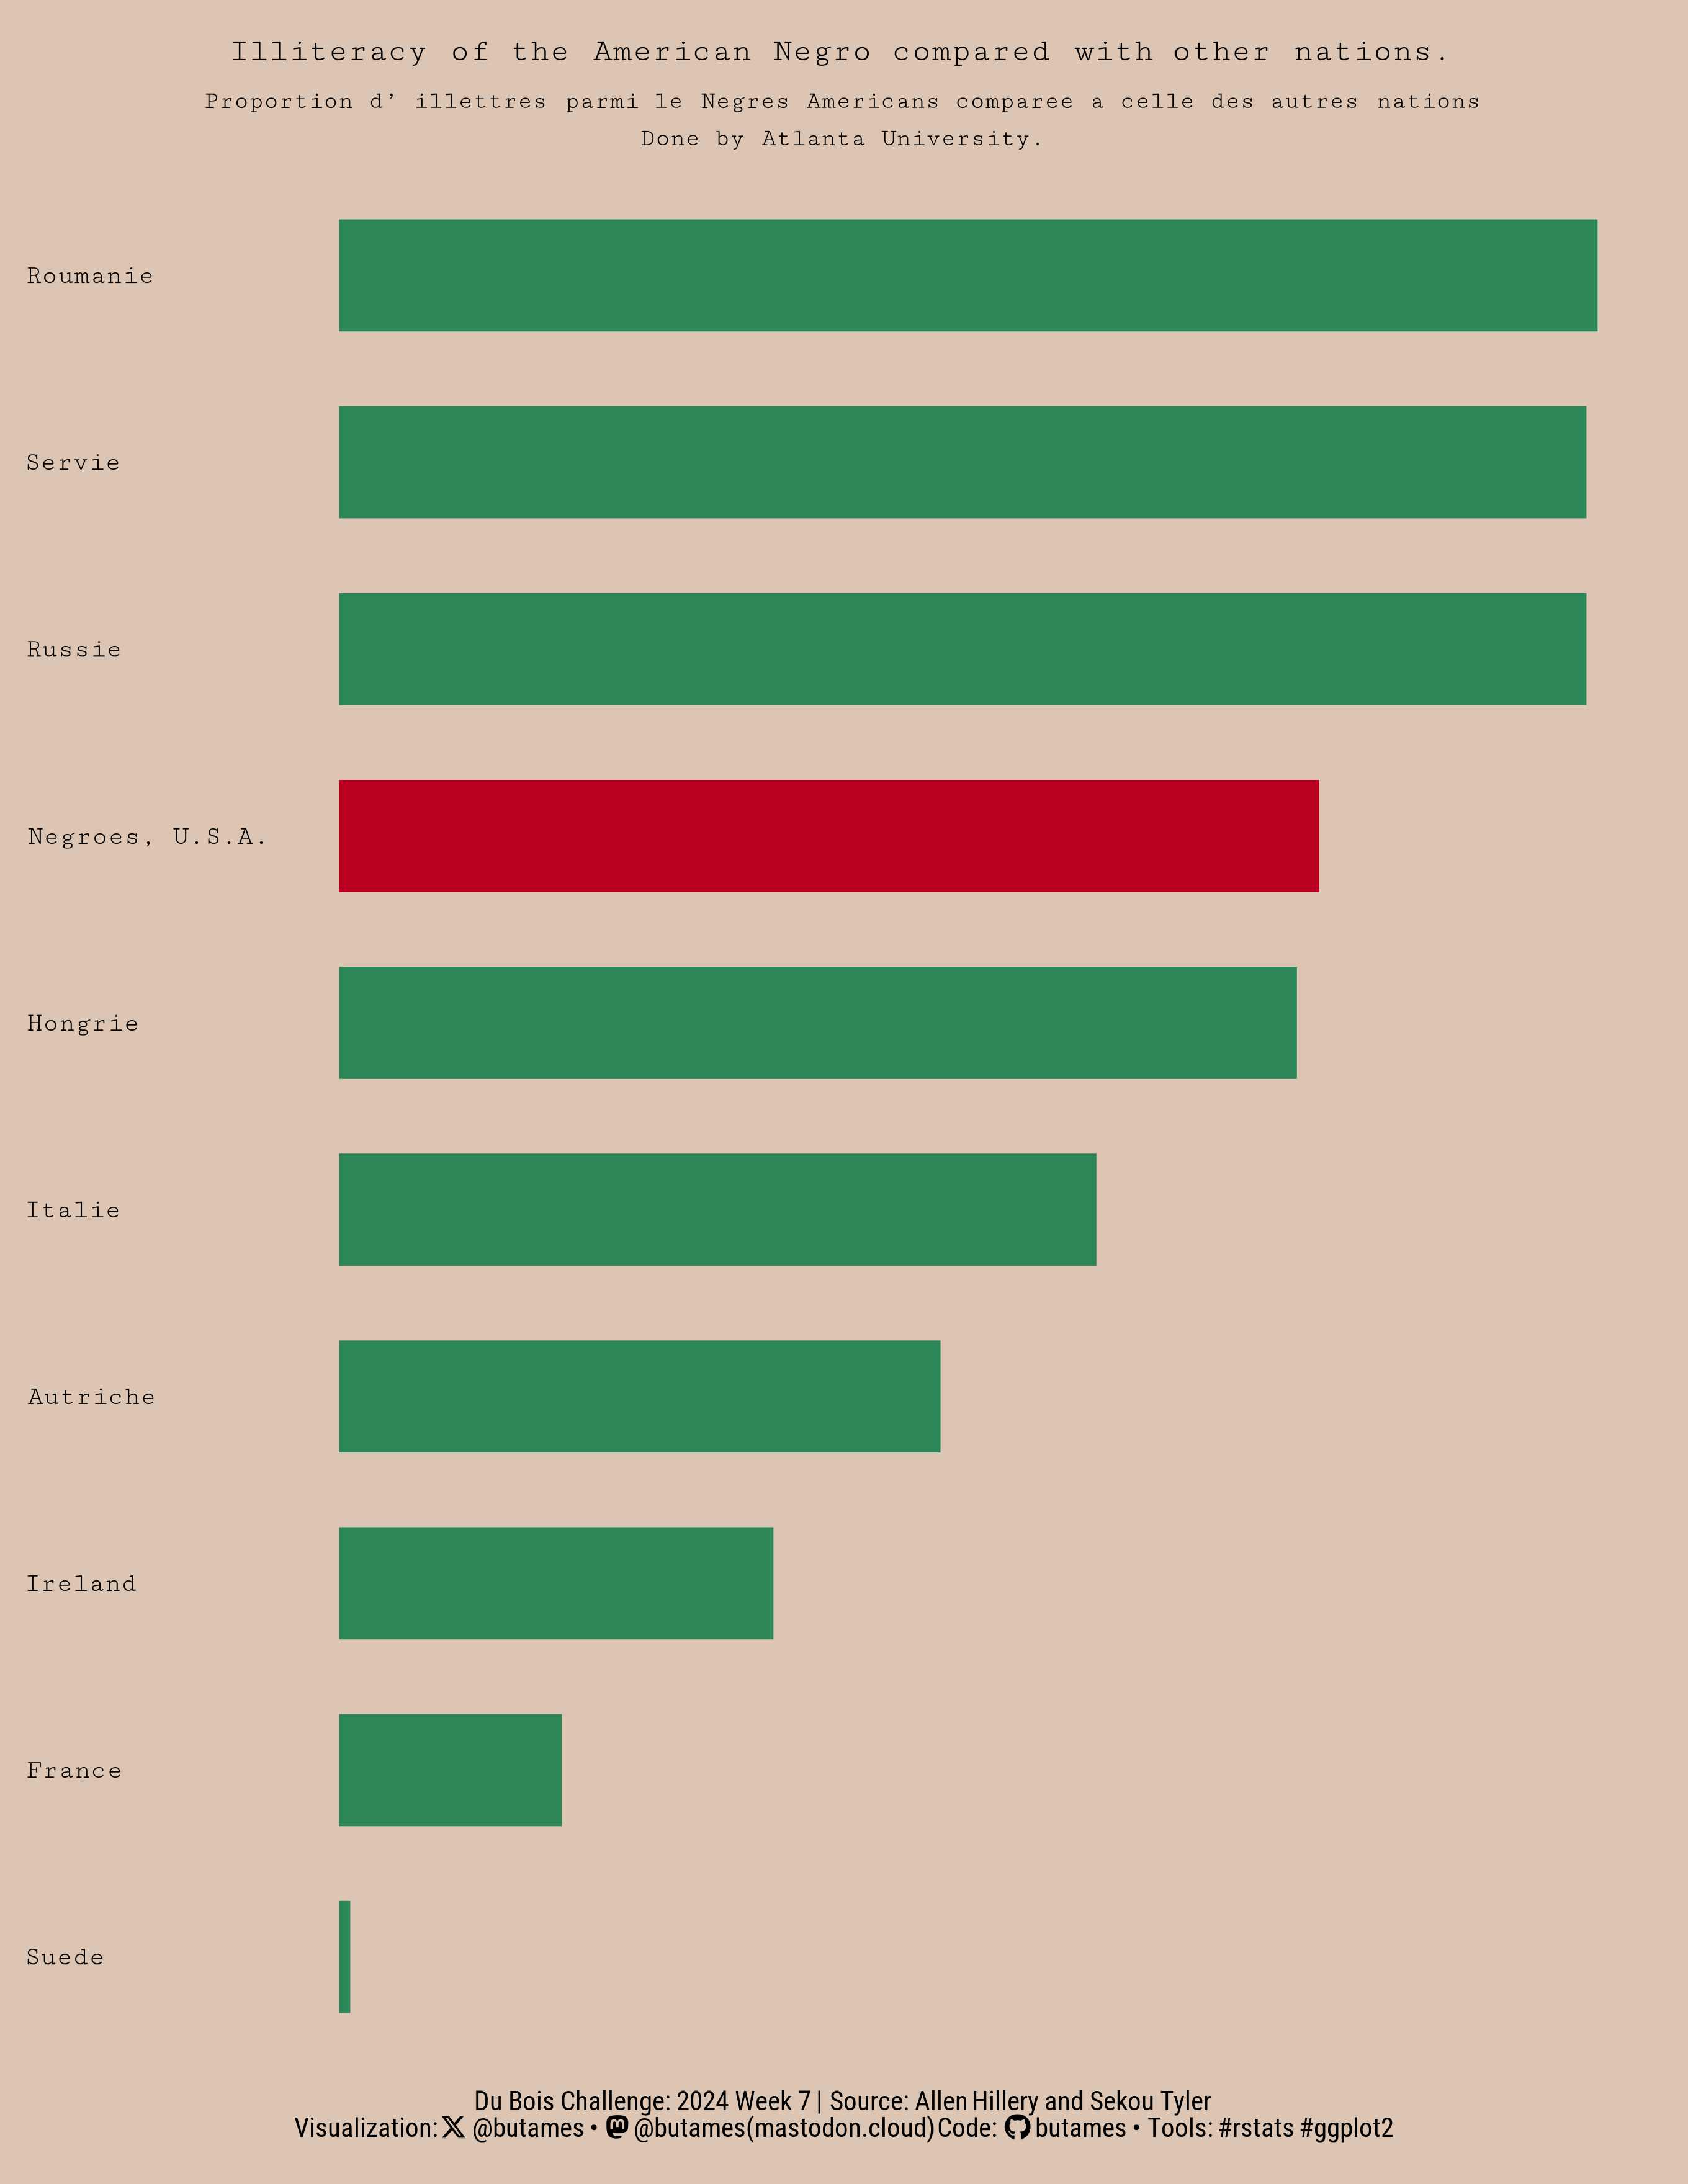 Illiteracy of the American Negro compared with other nations.
Proportion d’ illettres parmi le Negres Americans comparee a celle des autres nations
Done by Atlanta University.
Roumanie
Servie
Russie
Negroes, U.S.A.
Hongrie
Italie
Autriche
Ireland
France
Suede
Du Bois Challenge: 2024 Week 7 | Source: Allen Hillery and Sekou Tyler
Visualization: @butames • @butames(mastodon.cloud) Code: butames • Tools: #rstats #ggplot2